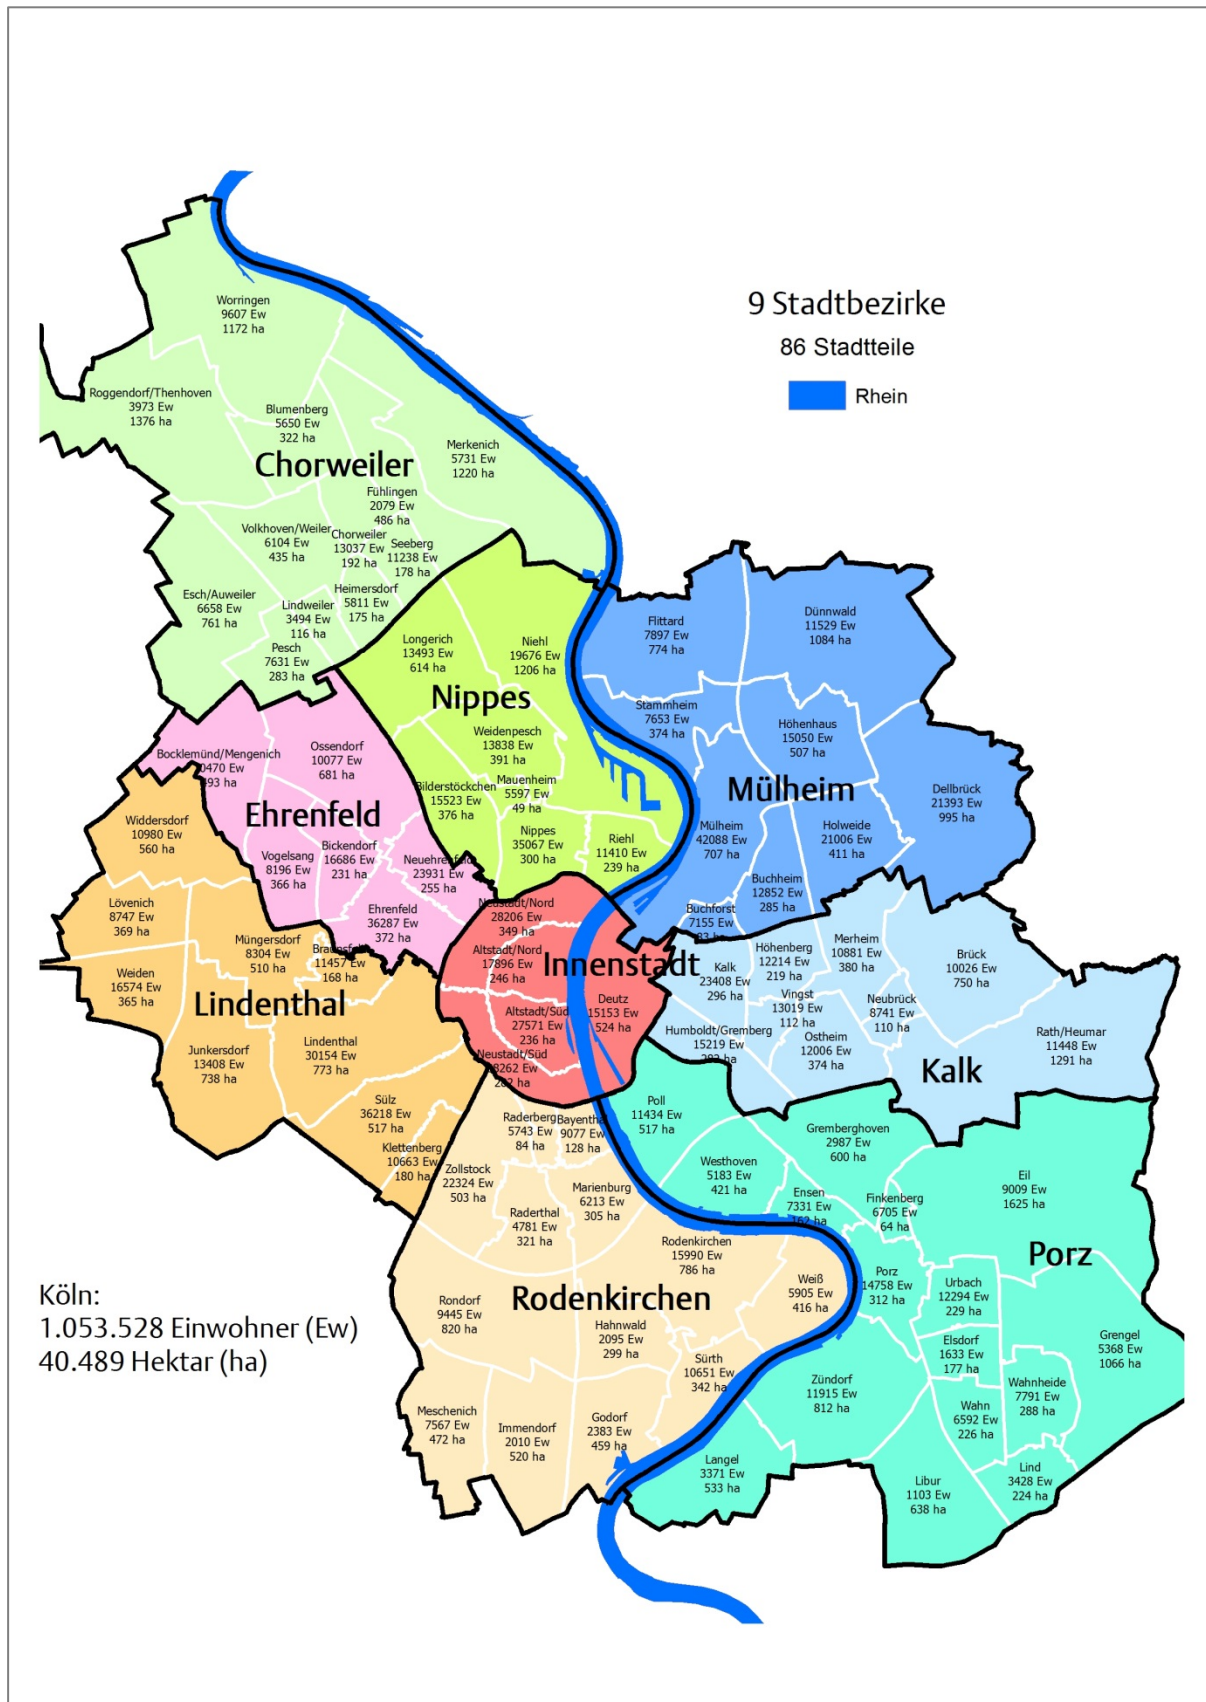 9 Stadtbezirke
86 Stadtteile
Rhein
Worringen
9607 Ew
1172 ha
Roggendorf/Thenhoven
3973 Ew
1376 ha
Blumenberg
5650 Ew
322 ha
Merkenich
5731 Ew
1220 ha
Chorweiler
Fühlingen
2079 Ew
486 ha
Volkhoven/Weiler
6104 Ew
435 ha
Chorweiler
13037 Ew
192 ha
Seeberg
11238 Ew
178 ha
Heimersdorf
5811 Ew
175 ha
Esch/Auweiler
6658 Ew
761 ha
Lindweiler
3494 Ew
116 ha
Pesch
7631 Ew
283 ha
Longerich
13493 Ew
614 ha
Niehl
19676 Ew
1206 ha
Nippes
Weidenpesch
13838 Ew
391 ha
Mauenheim
5597 Ew
49 ha
Bilderstöckchen
15523 Ew
376 ha
Nippes
35067 Ew
300 ha
Riehl
11410 Ew
239 ha
Flittard
7897 Ew
774 ha
Dünnwald
11529 Ew
1084 ha
Stammheim
7653 Ew
374 ha
Höhenhaus
15050 Ew
507 ha
Mülheim
Dellbrück
21393 Ew
995 ha
Mülheim
42088 Ew
707 ha
Holweide
21006 Ew
411 ha
Buchheim
12852 Ew
285 ha
Buchforst
7155 Ew
83 ha
Bocklemünd/Mengenich
Ew
ha
Ossendorf
10077 Ew
681 ha
Ehrenfeld
Vogelsang
8196 Ew
366 ha
Bickendorf
16686 Ew
231 ha
Neuehrenfeld
23931 Ew
255 ha
Ehrenfeld
36287 Ew
372 ha
Widdersdorf
10980 Ew
560 ha
Lövenich
8747 Ew
369 ha
Müngersdorf
8304 Ew
510 ha
Braunsfeld
11457 Ew
168 ha
Weiden
16574 Ew
365 ha
Lindenthal
Junkersdorf
13408 Ew
738 ha
Lindenthal
30154 Ew
773 ha
Sülz
36218 Ew
517 ha
Klettenberg
10663 Ew
180 ha
Neustadt/Nord
28206 Ew
349 ha
Altstadt/Nord
17896 Ew
246 ha
Innenstadt
Altstadt/Süd
27571 Ew
236 ha
Deutz
15153 Ew
524 ha
Neustadt/Süd
Ew
ha
Kalk
23408 Ew
296 ha
Höhenberg
12214 Ew
219 ha
Merheim
10881 Ew
380 ha
Brück
10026 Ew
750 ha
Vingst
13019 Ew
112 ha
Neubrück
8741 Ew
110 ha
Humboldt/Gremberg
15219 Ew
ha
Ostheim
12006 Ew
374 ha
Rath/Heumar
11448 Ew
1291 ha
Kalk
Poll
11434 Ew
517 ha
Gremberghoven
2987 Ew
600 ha
Westhoven
5183 Ew
421 ha
Ensen
7331 Ew
162 ha
Finkenberg
6705 Ew
64 ha
Eil
9009 Ew
1625 ha
Porz
Porz
14758 Ew
312 ha
Urbach
12294 Ew
229 ha
Elsdorf
1633 Ew
177 ha
Grengel
5368 Ew
1066 ha
Wahnheide
7791 Ew
288 ha
Zündorf
11915 Ew
812 ha
Wahn
6592 Ew
226 ha
Langel
3371 Ew
533 ha
Libur
1103 Ew
638 ha
Lind
3428 Ew
224 ha
Raderberg
5743 Ew
84 ha
Bayenthal
9077 Ew
128 ha
Zollstock
22324 Ew
503 ha
Marienburg
6213 Ew
305 ha
Raderthal
4781 Ew
321 ha
Rodenkirchen
15990 Ew
786 ha
Weiß
5905 Ew
416 ha
Rodenkirchen
Rondorf
9445 Ew
820 ha
Hahnwald
2095 Ew
299 ha
Sürth
10651 Ew
342 ha
Meschenich
7567 Ew
472 ha
Immendorf
2010 Ew
520 ha
Godorf
2383 Ew
459 ha
Köln:
1.053.528 Einwohner (Ew)
40.489 Hektar (ha)